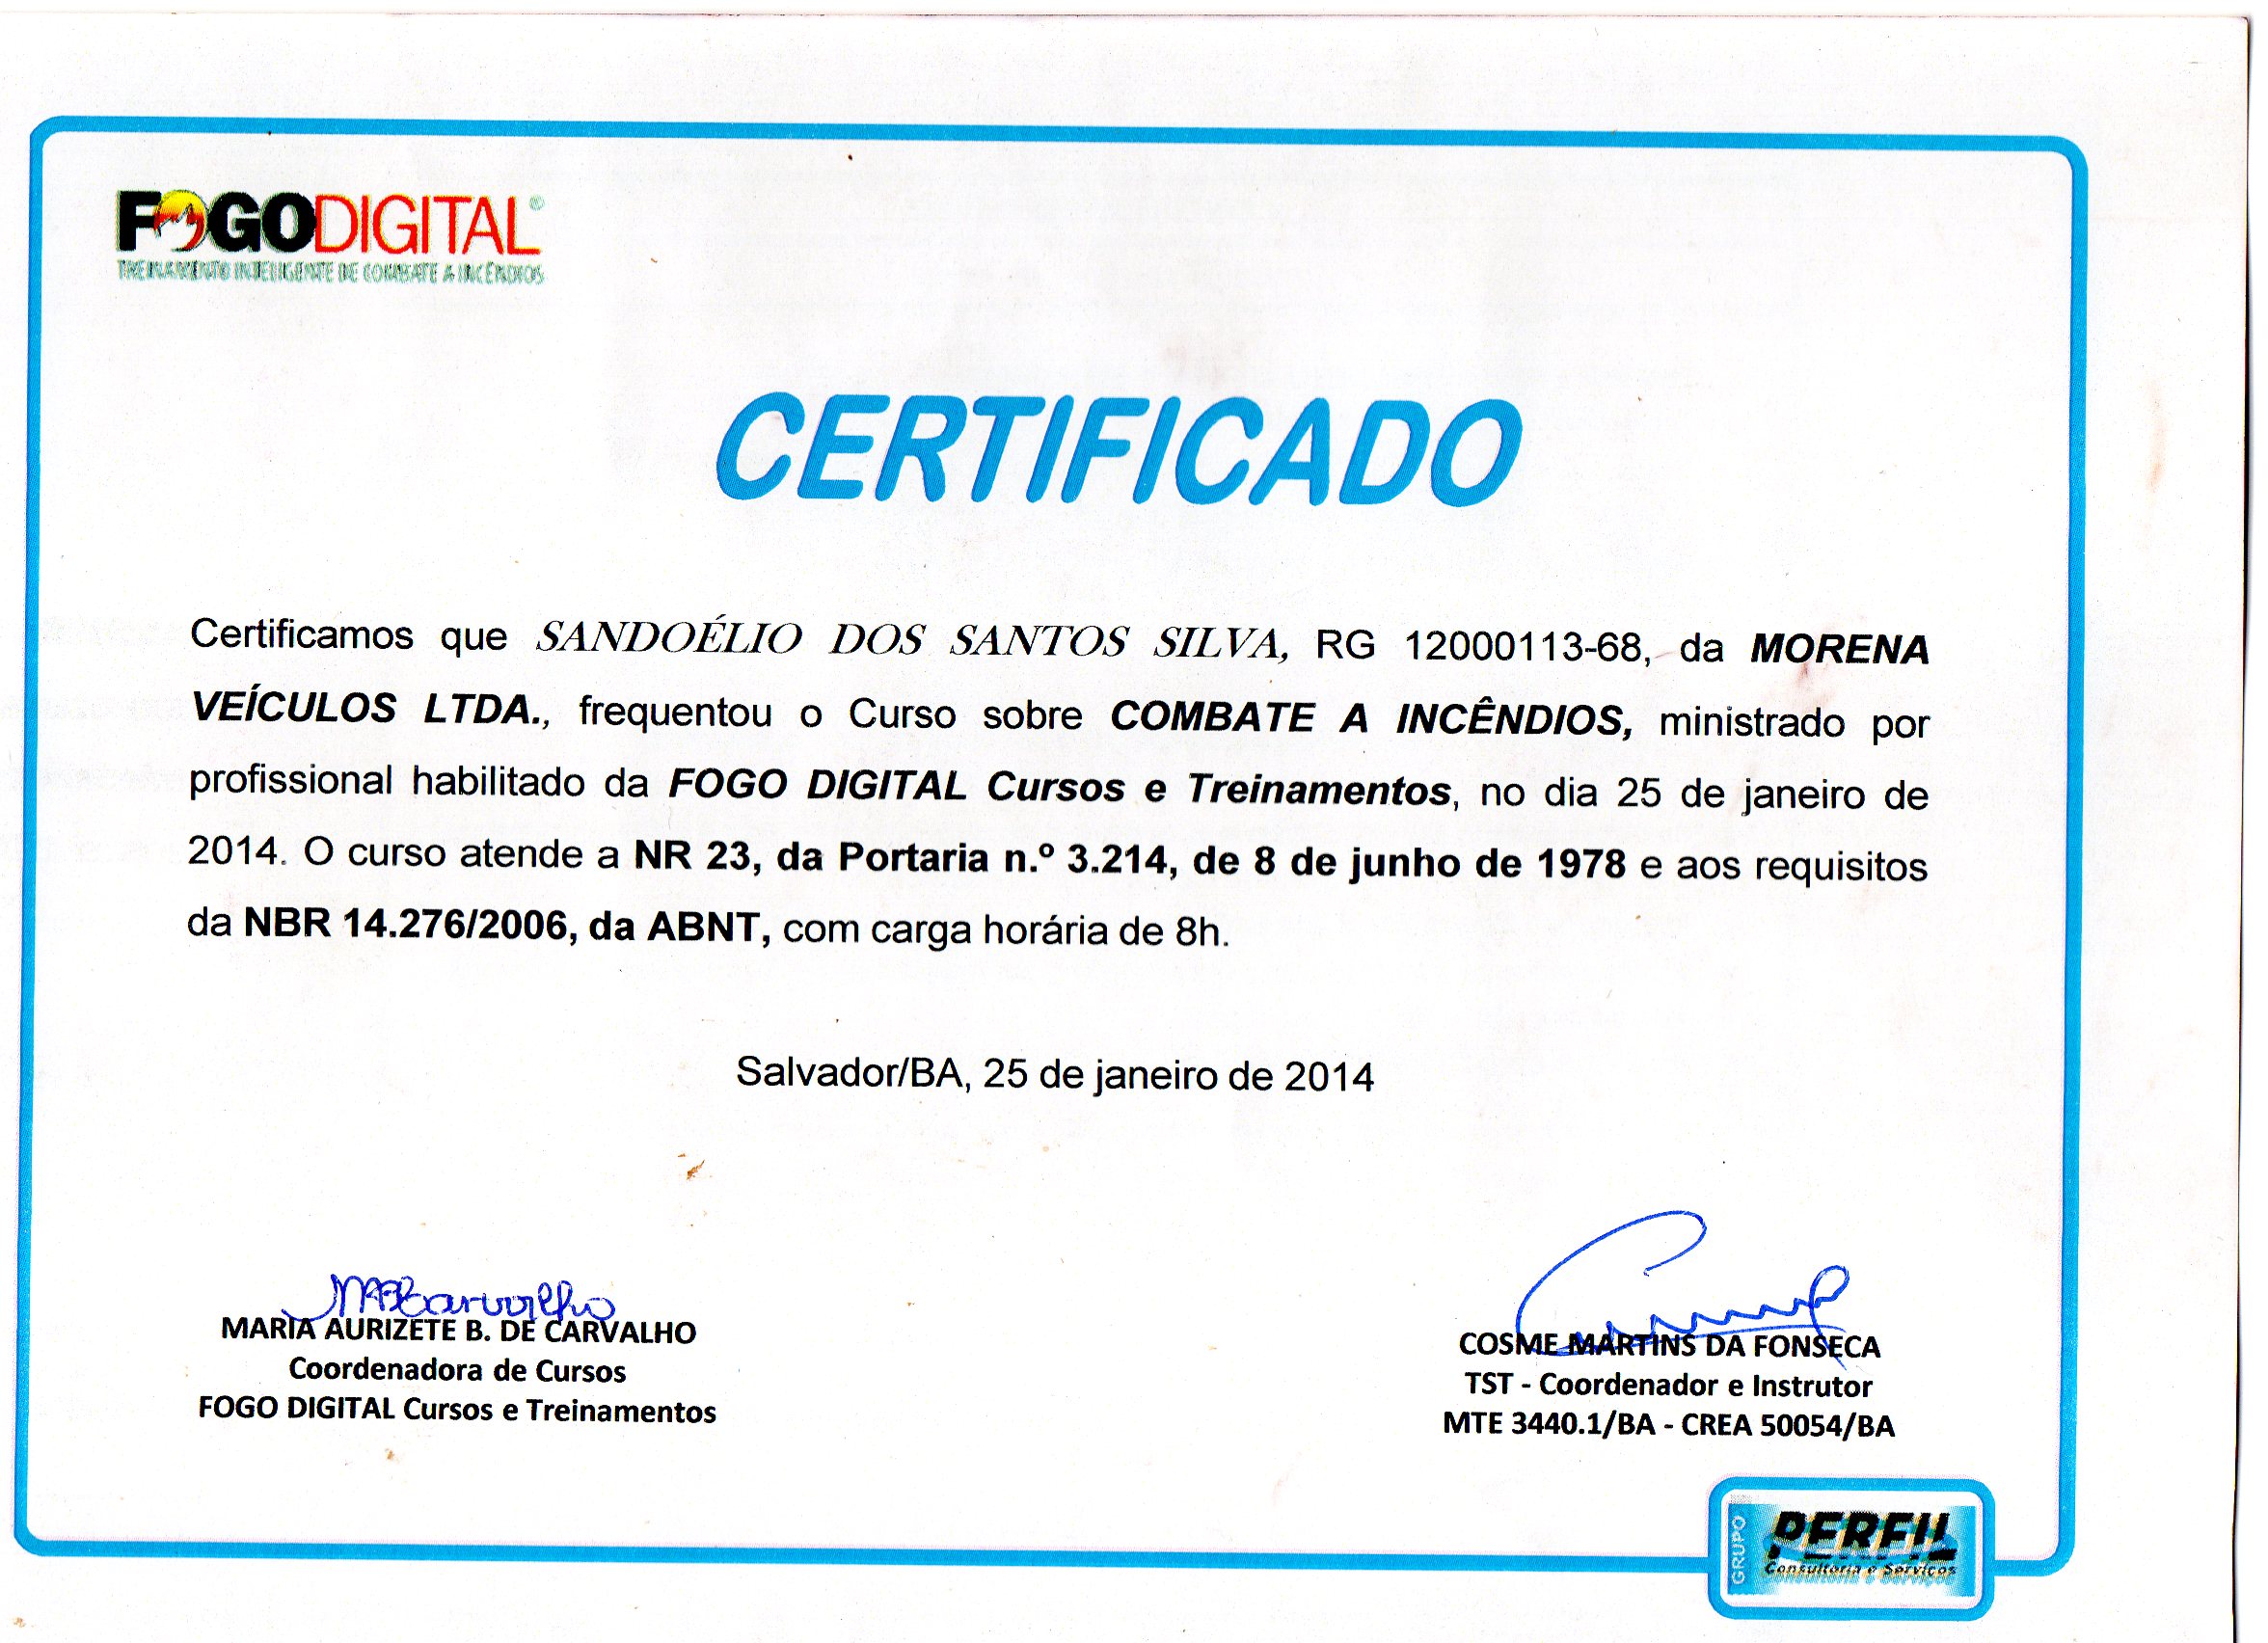 FOGODIGITAL®
TREINAMENTO INTELIGENTE DE COMBATE A INCÊNDIOS
CERTIFICADO
Certificamos que SANDOÉLIO DOS SANTOS SILVA, RG 12000113-68, da MORENA
VEÍCULOS LTDA., frequentou o Curso sobre COMBATE A INCÊNDIOS, ministrado por
profissional habilitado da FOGO DIGITAL Cursos e Treinamentos, no dia 25 de janeiro de
2014. O curso atende a NR 23, da Portaria n.º 3.214, de 8 de junho de 1978 e aos requisitos
da NBR 14.276/2006, da ABNT, com carga horária de 8h.
Salvador/BA, 25 de janeiro de 2014
MABCarvalho
MARIA AURIZETE B. DE CARVALHO
Coordenadora de Cursos
FOGO DIGITAL Cursos e Treinamentos
COSME MARTINS DA FONSECA
TST - Coordenador e Instrutor
MTE 3440.1/BA - CREA 50054/BA
GRUPO
PERFIL
Consultoria e Serviços